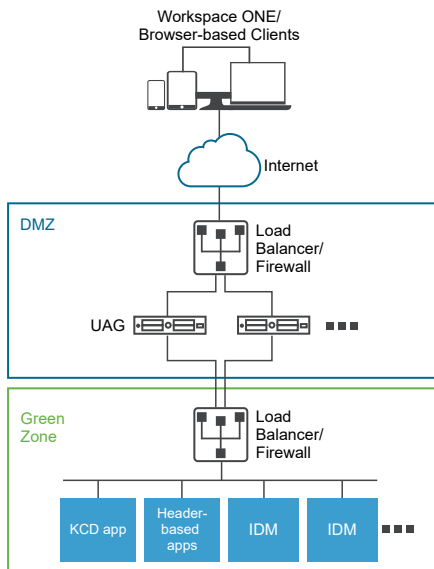 Workspace ONE/
Browser-based Clients
Internet
DMZ
Load
Balancer/
Firewall
UAG
Green
Zone
Load
Balancer/
Firewall
KCD app
Header-
based
apps
IDM
IDM